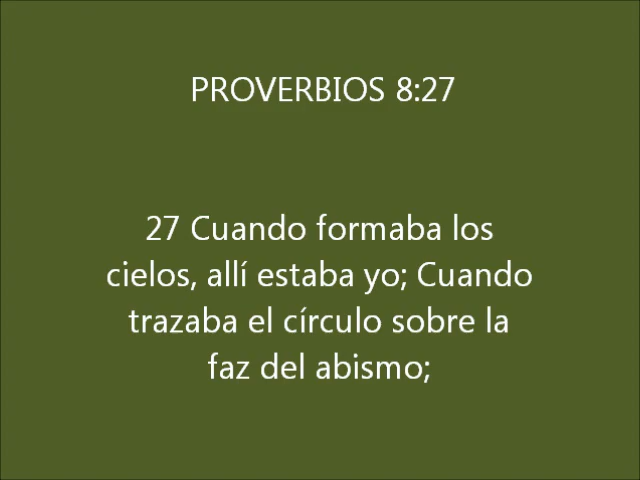 PROVERBIOS 8:27
27 Cuando formaba los
cielos, allí estaba yo; Cuando
trazaba el círculo sobre la
faz del abismo;